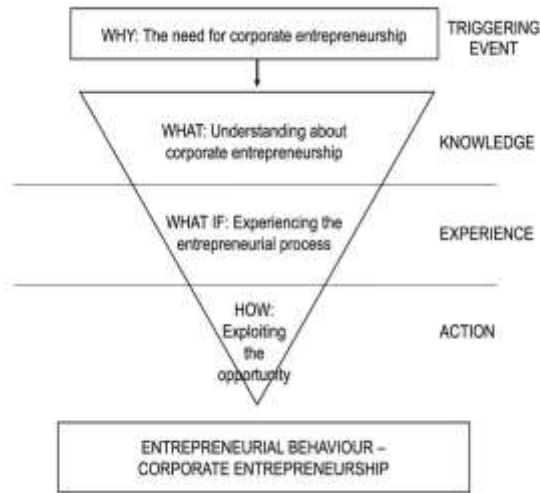 WHY: The need for corporate entrepreneurship
TRIGGERING
EVENT
WHAT: Understanding about
corporate entrepreneurship
KNOWLEDGE
WHAT IF: Experiencing the
entrepreneurial process
EXPERIENCE
HOW:
Exploiting
the
opportunity
ACTION
ENTREPRENEURIAL BEHAVIOUR –
CORPORATE ENTREPRENEURSHIP